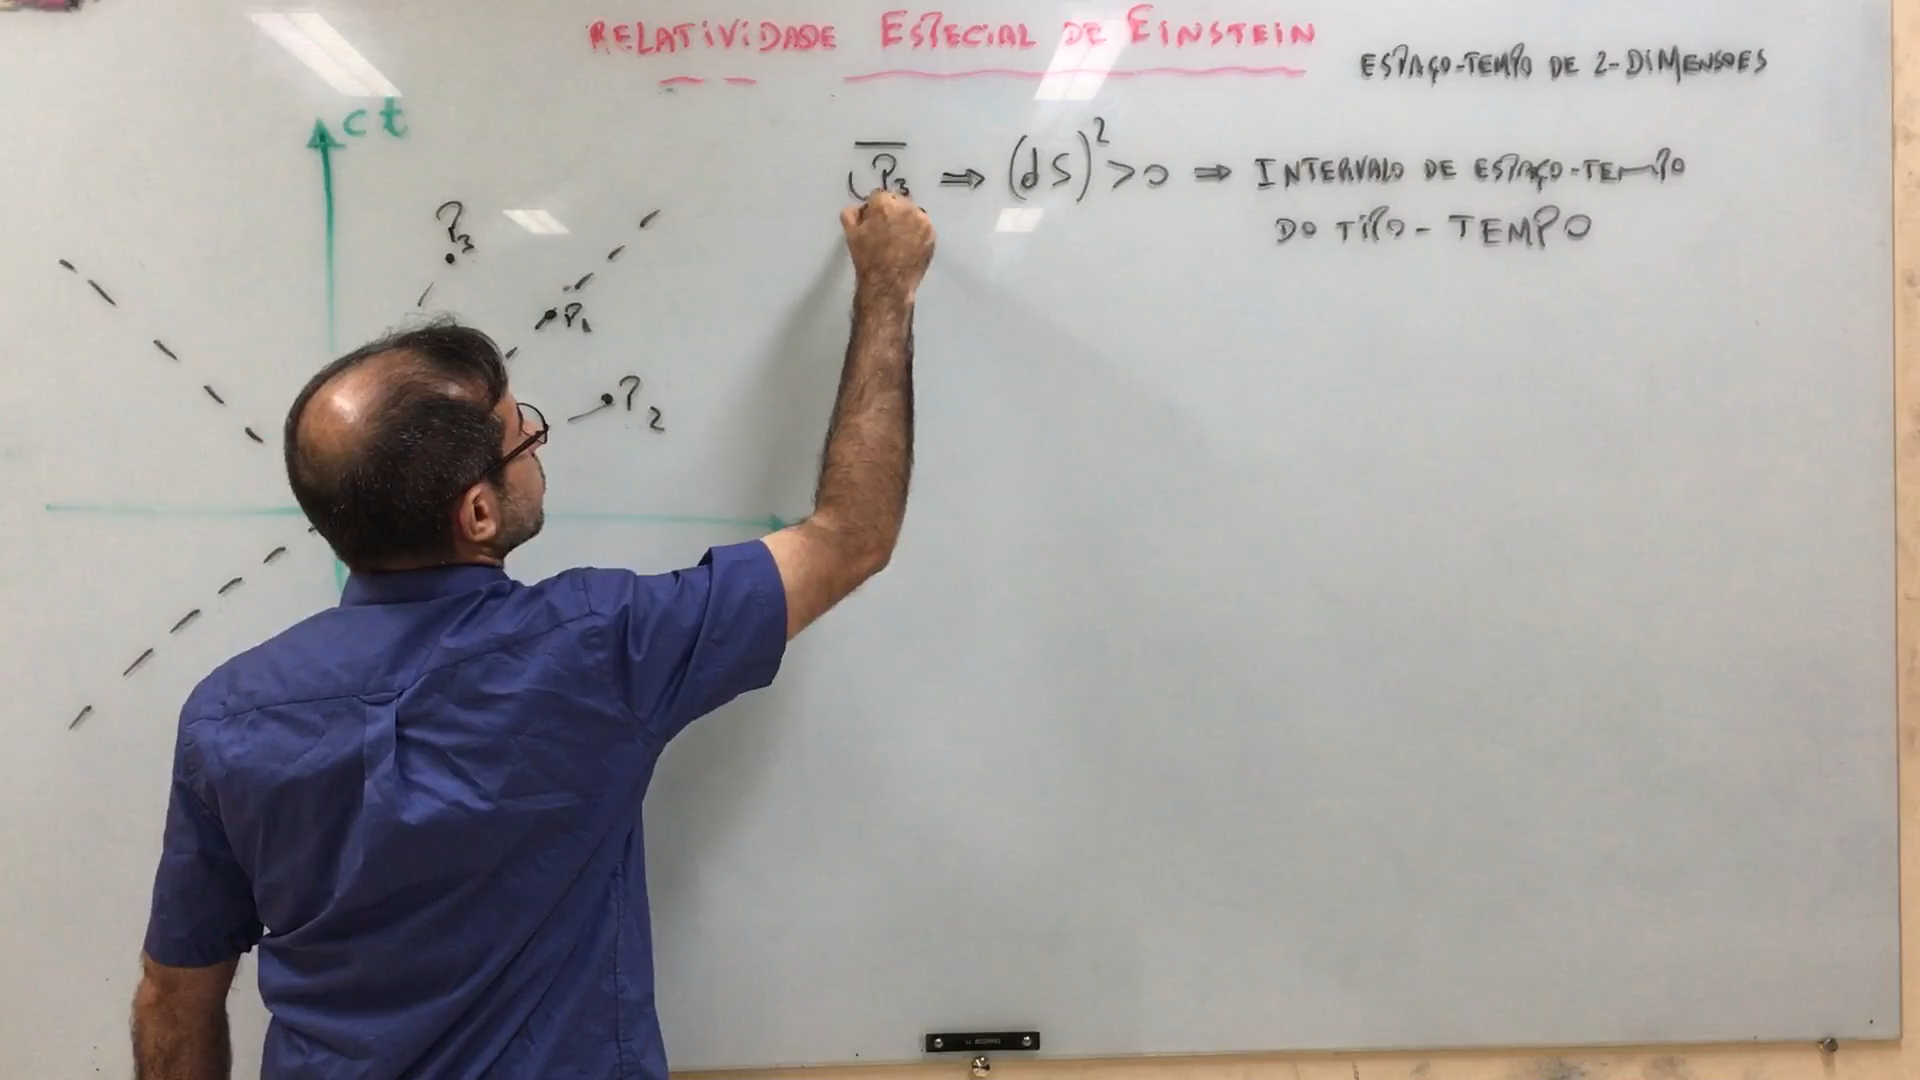 RELATIVIDADE ESPECIAL DE EINSTEIN
ESPAÇO-TEMPO DE 2-DIMENSOES
ct
P3 ⇒ (dS)² > 0 ⇒ INTERVALO DE ESPAÇO-TEMPO
DO TIPO - TEMPO
P3
P1
P2